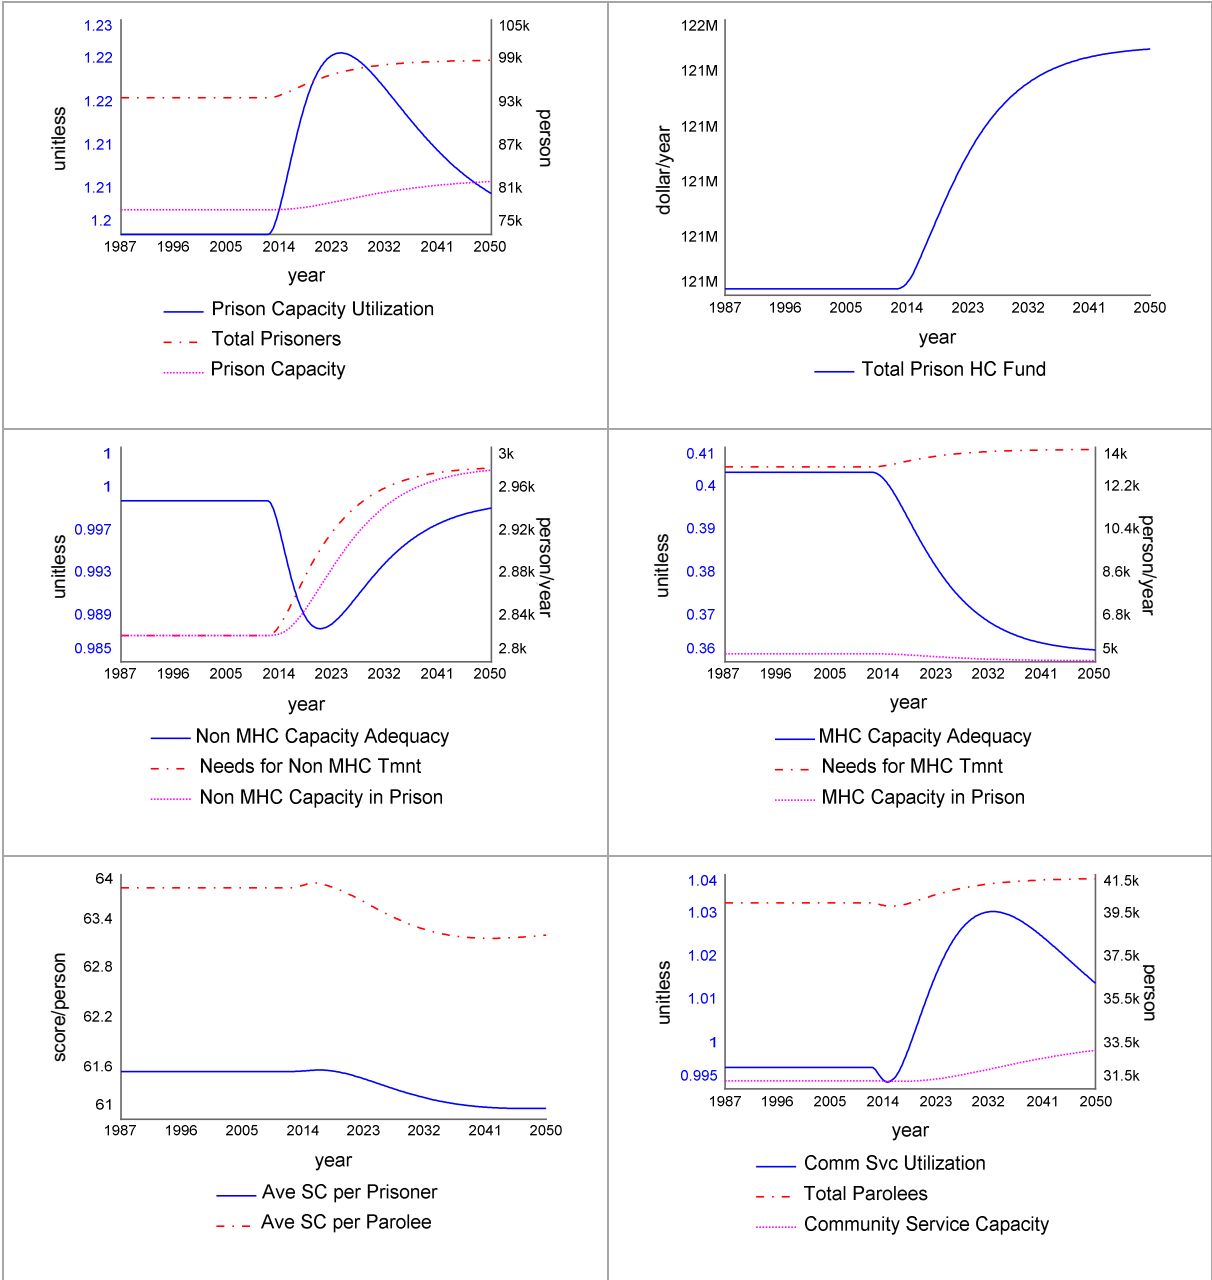 1.23
1.22
1.22
1.21
1.21
1.2
unitless
105k
99k
93k
87k
81k
75k
person
1987 1996 2005 2014 2023 2032 2041 2050
year
Prison Capacity Utilization
Total Prisoners
Prison Capacity
122M
121M
121M
121M
121M
121M
dollar/year
1987 1996 2005 2014 2023 2032 2041 2050
year
Total Prison HC Fund
1
1
0.997
0.993
0.989
0.985
unitless
3k
2.96k
2.92k
2.88k
2.84k
2.8k
person/year
1987 1996 2005 2014 2023 2032 2041 2050
year
Non MHC Capacity Adequacy
Needs for Non MHC Tmnt
Non MHC Capacity in Prison
0.41
0.4
0.39
0.38
0.37
0.36
unitless
14k
12.2k
10.4k
8.6k
6.8k
5k
person/year
1987 1996 2005 2014 2023 2032 2041 2050
year
MHC Capacity Adequacy
Needs for MHC Tmnt
MHC Capacity in Prison
64
63.4
62.8
62.2
61.6
61
score/person
1987 1996 2005 2014 2023 2032 2041 2050
year
Ave SC per Prisoner
Ave SC per Parolee
1.04
1.03
1.02
1.01
1
0.995
unitless
41.5k
39.5k
37.5k
35.5k
33.5k
31.5k
person
1987 1996 2005 2014 2023 2032 2041 2050
year
Comm Svc Utilization
Total Parolees
Community Service Capacity